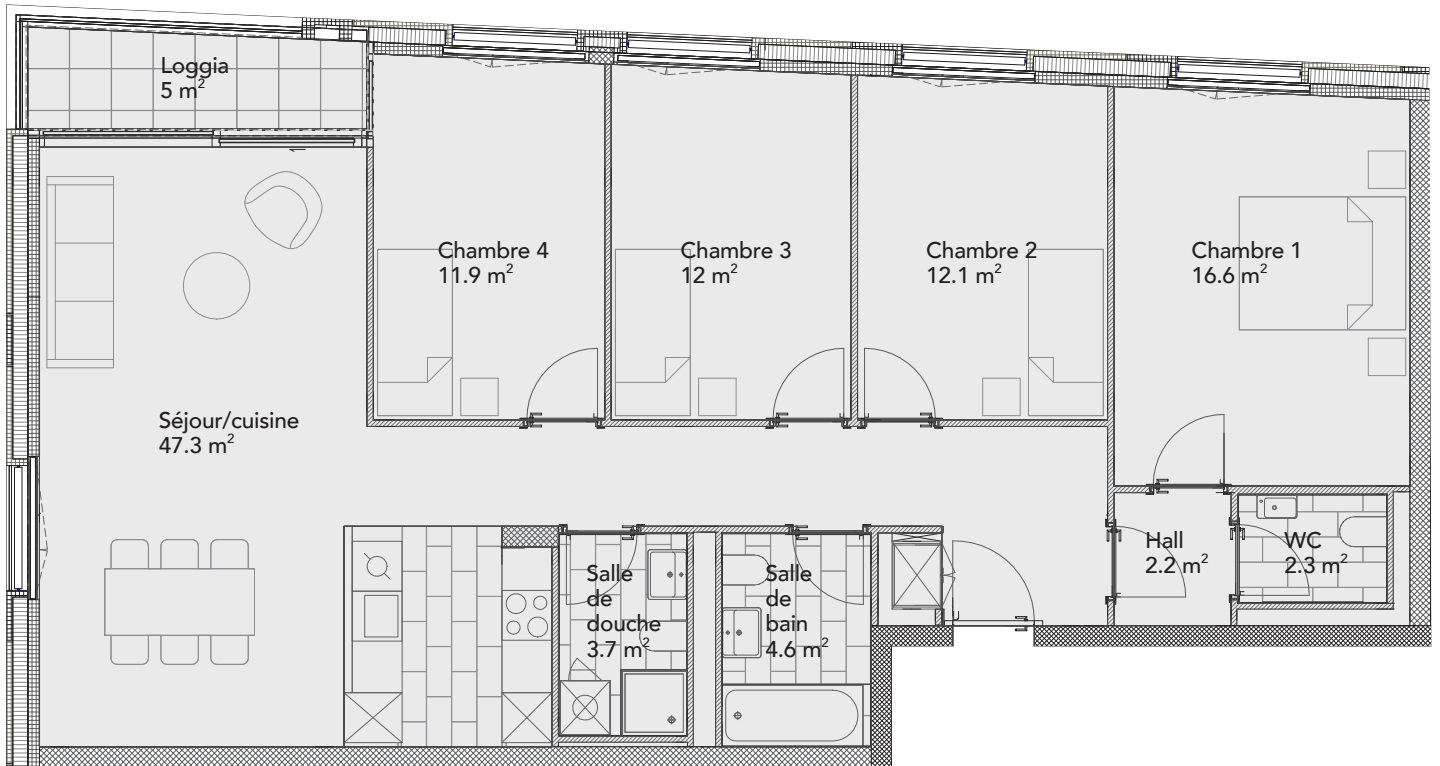 Loggia
5 m²
Chambre 4
11.9 m²
Chambre 3
12 m²
Chambre 2
12.1 m²
Chambre 1
16.6 m²
Séjour/cuisine
47.3 m²
Salle
de
douche
3.7 m²
Salle
de
bain
4.6 m²
Hall
2.2 m²
WC
2.3 m²